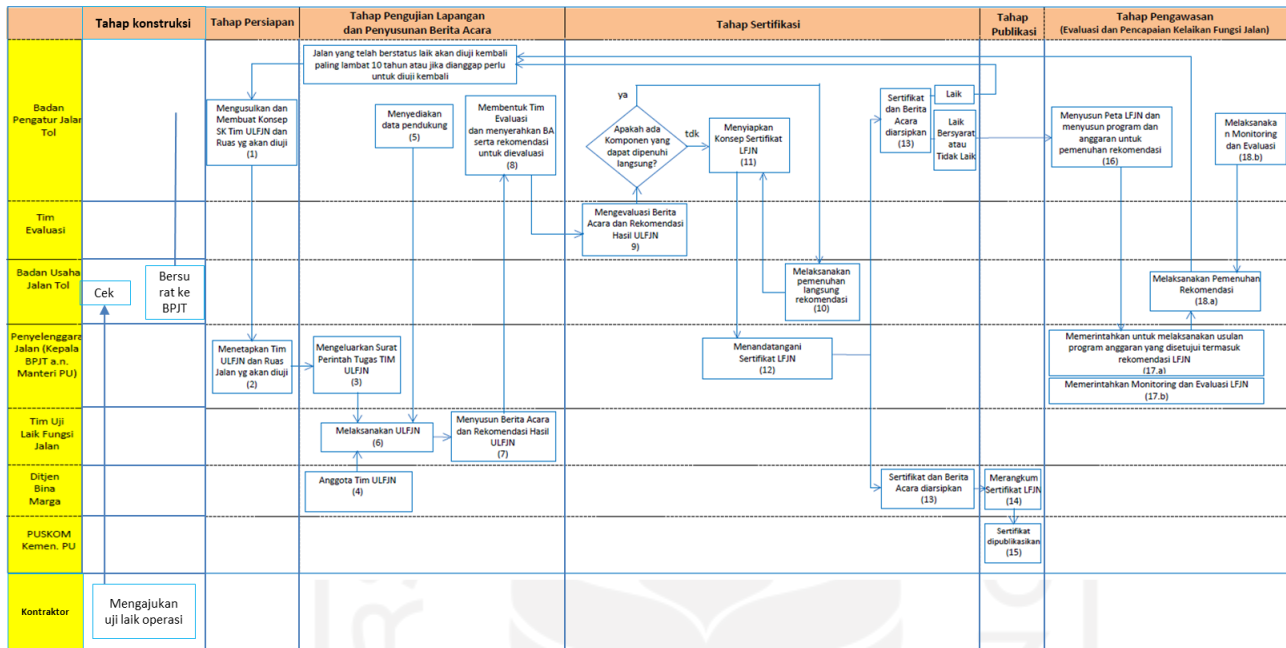 Tahap konstruksi
Tahap Persiapan
Tahap Pengujian Lapangan
dan Penyusunan Berita Acara
Tahap Sertifikasi
Tahap
Publikasi
Tahap Pengawasan
(Evaluasi dan Pencapaian Kelaikan Fungsi Jalan)
Badan
Pengatur Jalan
Tol
Mengusulkan dan
Membuat Konsep
SK Tim ULFJN dan
Ruas yg akan diuji
(1)
Jalan yang telah berstatus laik akan diuji kembali
paling lambat 10 tahun atau jika dianggap perlu
untuk diuji kembali
Menyediakan
data pendukung
(5)
Membentuk Tim
Evaluasi
dan menyerahkan BA
serta rekomendasi
untuk dievaluasi
(8)
ya
Apakah ada
Komponen yang
dapat dipenuhi
langsung?
tdk
Menyiapkan
Konsep Sertifikat
LFJN
(11)
Sertifikat
dan Berita
Acara
diarsipkan
(13)
Laik
Laik
Bersyarat
atau
Tidak Laik
Menyusun Peta LFJN dan
menyusun program dan
anggaran untuk
pemenuhan rekomendasi
(16)
Melaksanaka
n Monitoring
dan Evaluasi
(18.b)
Tim
Evaluasi
Mengevaluasi Berita
Acara dan Rekomendasi
Hasil ULFJN
9)
Badan Usaha
Jalan Tol
Cek
Bersu
rat ke
BPJT
Melaksanakan
pemenuhan
langsung
rekomendasi
(10)
Melaksanakan Pemenuhan
Rekomendasi
(18.a)
Penyelenggara
Jalan (Kepala
BPJT a.n.
Manteri PU)
Menetapkan Tim
ULFJN dan Ruas
Jalan yg akan diuji
(2)
Mengeluarkan Surat
Perintah Tugas TIM
ULFJN
(3)
Menandatangani
Sertifikat LFJN
(12)
Memerintahkan untuk melaksanakan usulan
program anggaran yang disetujui termasuk
rekomendasi LFJN
(17.a)
Memerintahkan Monitoring dan Evaluasi LFJN
(17.b)
Tim Uji
Laik Fungsi
Jalan
Melaksanakan ULFJN
(6)
Menyusun Berita Acara
dan Rekomendasi Hasil
ULFJN
(7)
Ditjen
Bina
Marga
Anggota Tim ULFJN
(4)
Sertifikat dan Berita
Acara diarsipkan
(13)
Merangkum
Sertifikat LFJN
(14)
PUSKOM
Kemen. PU
Sertifikat
dipublikasikan
(15)
Kontraktor
Mengajukan
uji laik operasi